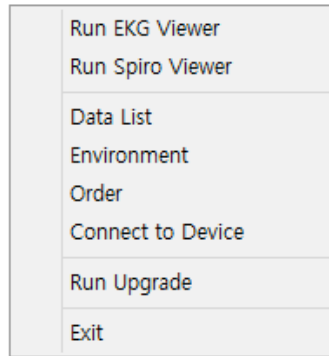 Run EKG Viewer
Run Spiro Viewer
Data List
Environment
Order
Connect to Device
Run Upgrade
Exit